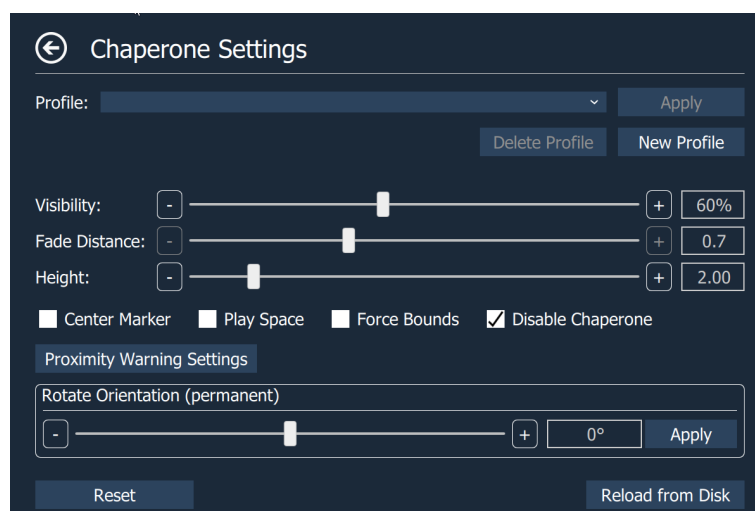 Chaperone Settings
Profile: Apply
Delete Profile New Profile
Visibility: - + 60%
Fade Distance: - + 0.7
Height: - + 2.00
Center Marker Play Space Force Bounds Disable Chaperone
Proximity Warning Settings
Rotate Orientation (permanent)
- + 0° Apply
Reset Reload from Disk